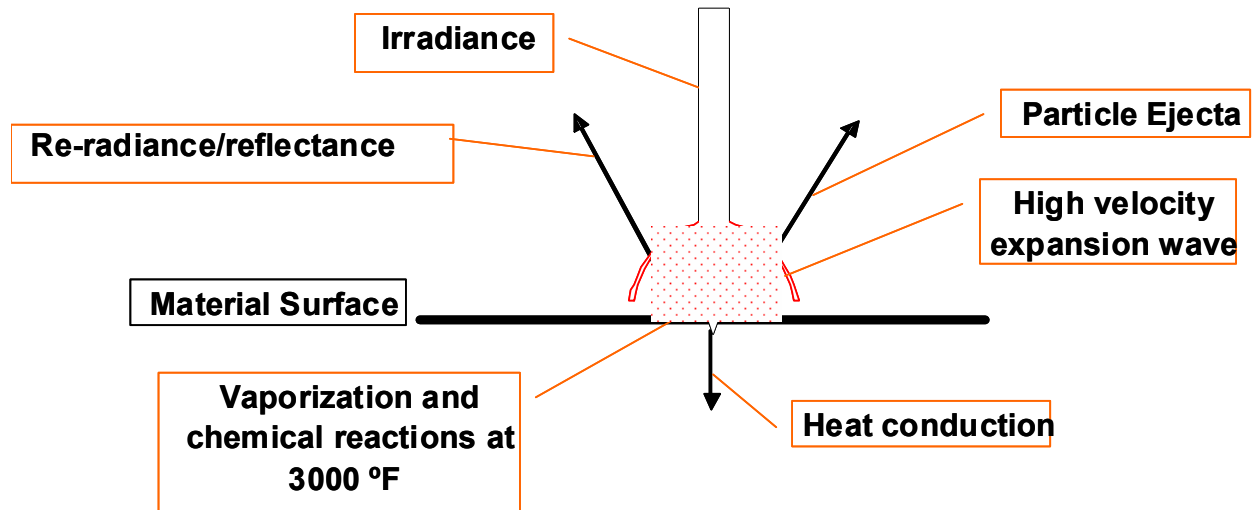 Irradiance
Particle Ejecta
Re-radiance/reflectance
High velocity
expansion wave
Material Surface
Vaporization and
chemical reactions at
3000 ºF
Heat conduction